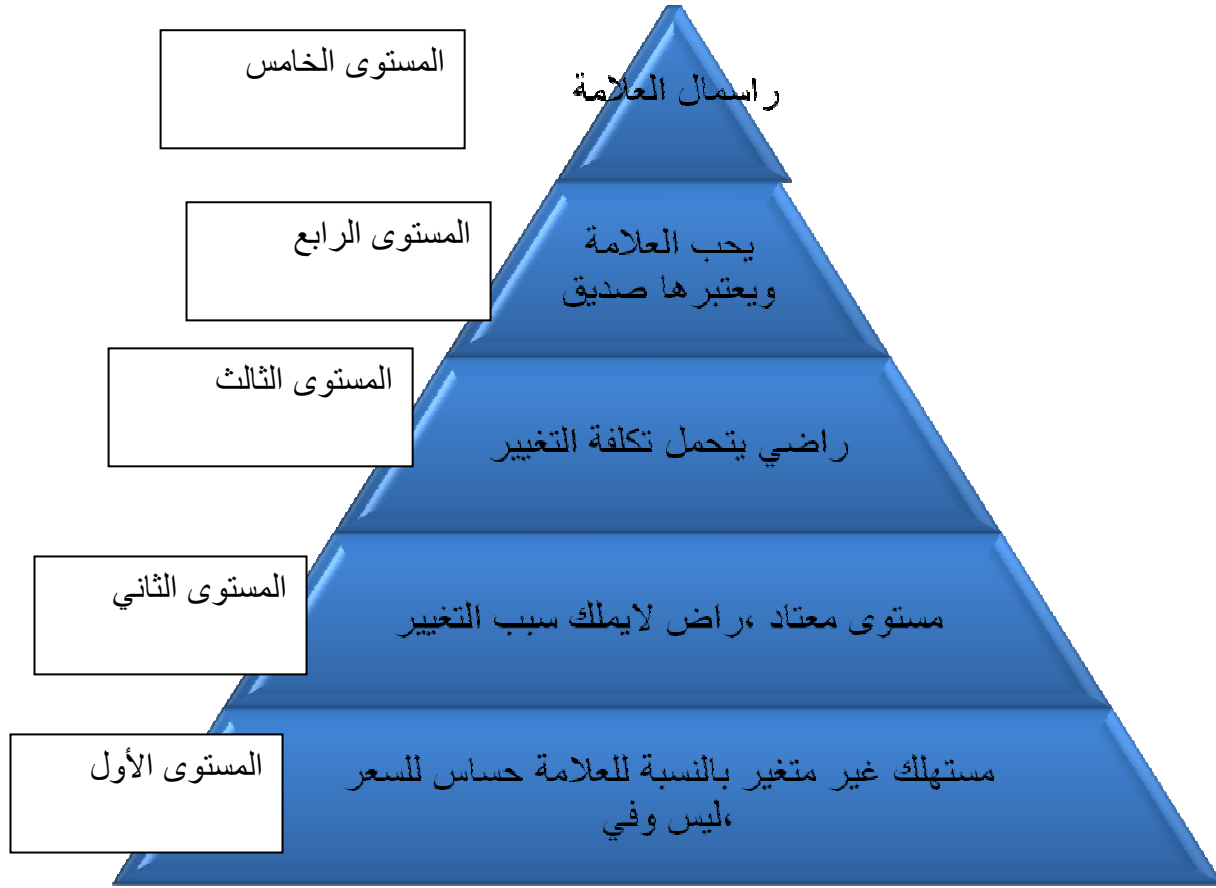 المستوى الخامس
راسمال العلامة
المستوى الرابع
يحب العلامة
ويعتبرها صديق
المستوى الثالث
راضي يتحمل تكلفة التغيير
المستوى الثاني
مستوى معتاد ،راض لايملك سبب التغيير
المستوى الأول
مستهلك غير متغير بالنسبة للعلامة حساس للسعر
،ليس وفي